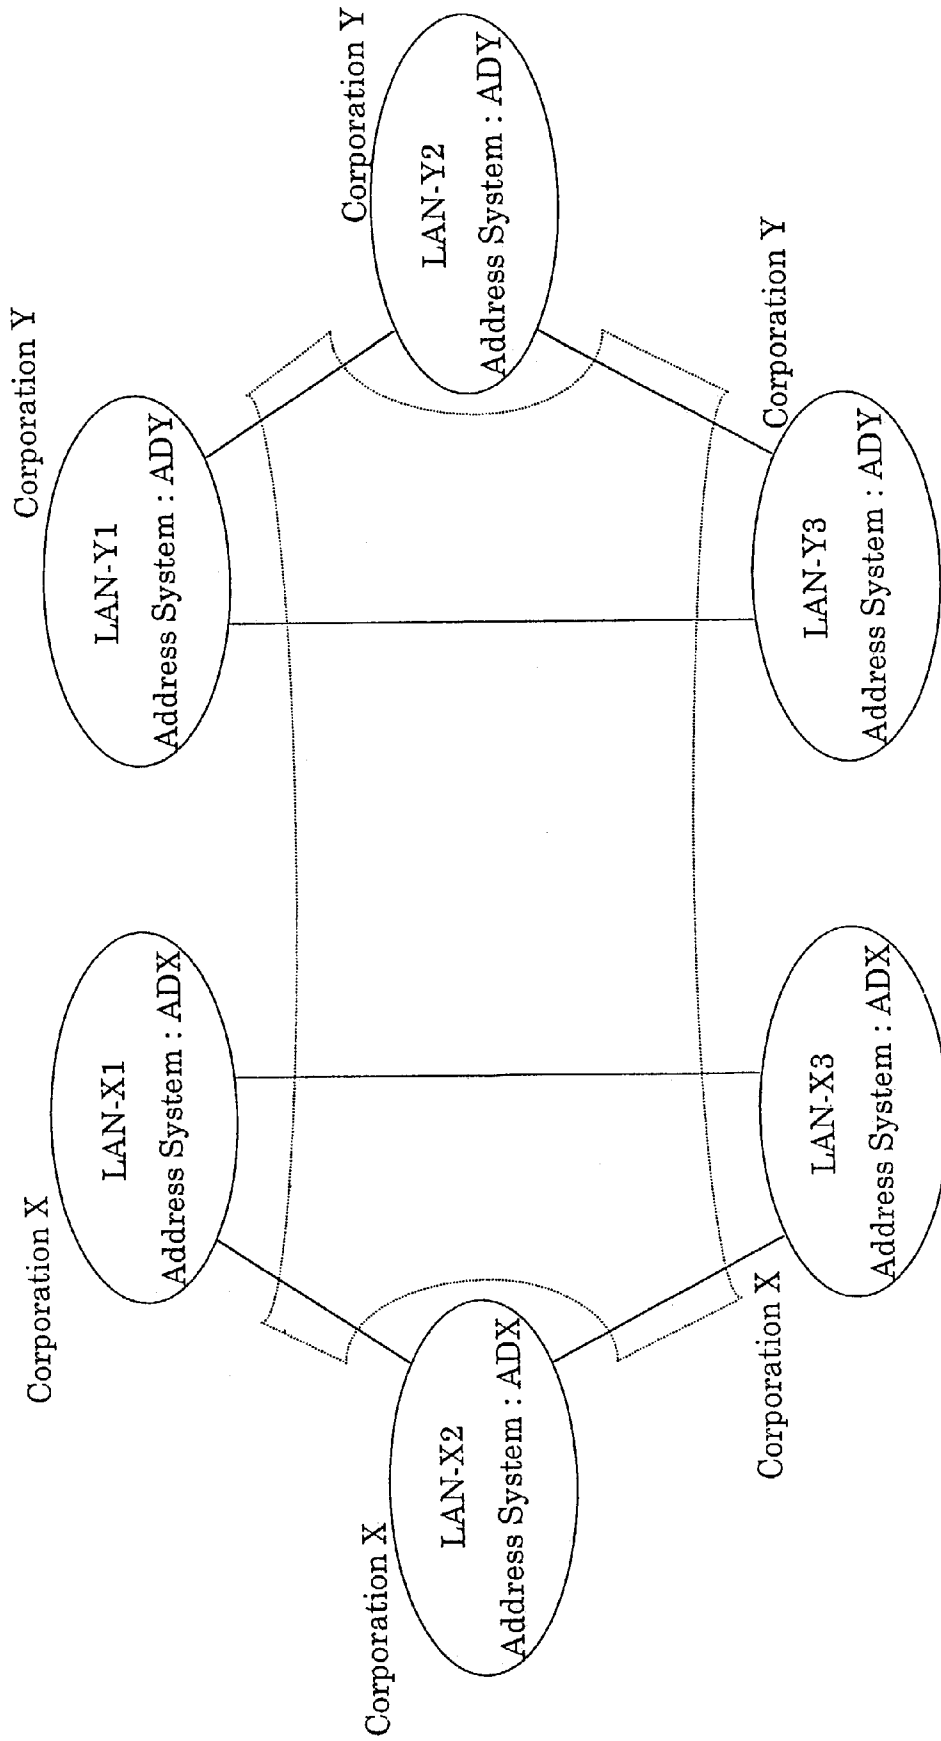 Corporation X
LAN-X1
Address System : ADX
Corporation Y
LAN-Y1
Address System : ADY
Corporation X
LAN-X2
Address System : ADX
Corporation Y
LAN-Y2
Address System : ADY
Corporation X
LAN-X3
Address System : ADX
Corporation Y
LAN-Y3
Address System : ADY